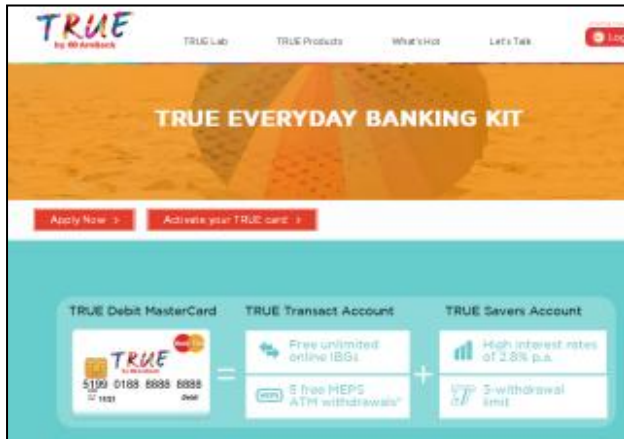 TRUE
by AmBank
TRUE Lab
TRUE Products
What's Hot
Let's Talk
Log
TRUE EVERYDAY BANKING KIT
Apply Now >
Activate your TRUE card >
TRUE Debit MasterCard
TRUE Transact Account
TRUE Savers Account
TRUE
5199 0188 8888 8888
debit
=
Free unlimited
online IBGs
MEPS
5 free MEPS
ATM withdrawals*
+
High interest rates
of 2.8% p.a.
3-withdrawal
limit